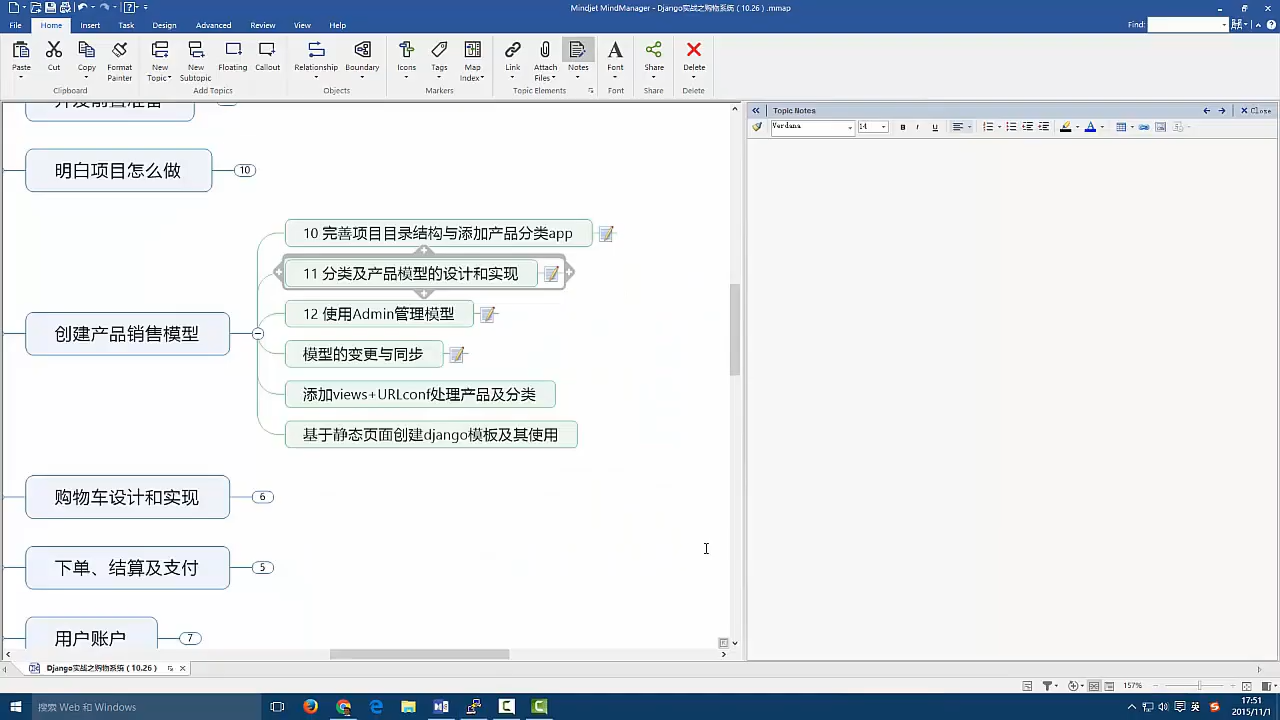 Mindjet MindManager - Django实战之购物系统 ( 10.26 ) .mmap
File Home Insert Task Design Advanced Review View Help Find:
Paste Cut Copy Format Painter New Topic New Subtopic Floating Callout Relationship Boundary Icons Tags Map Index Link Attach Files Notes Font Share Delete
Clipboard Add Topics Objects Markers Topic Elements Font Share Delete
Topic Notes Close
Verdana 14 B I U A
开发前置准备
明白项目怎么做 10
10 完善项目目录结构与添加产品分类app
11 分类及产品模型的设计和实现
12 使用Admin管理模型
创建产品销售模型
模型的变更与同步
添加views+URLconf处理产品及分类
基于静态页面创建django模板及其使用
购物车设计和实现 6
下单、结算及支付 5
用户账户 7
Django实战之购物系统 ( 10.26 )
157%
搜索 Web 和 Windows
英
17:51
2015/11/1